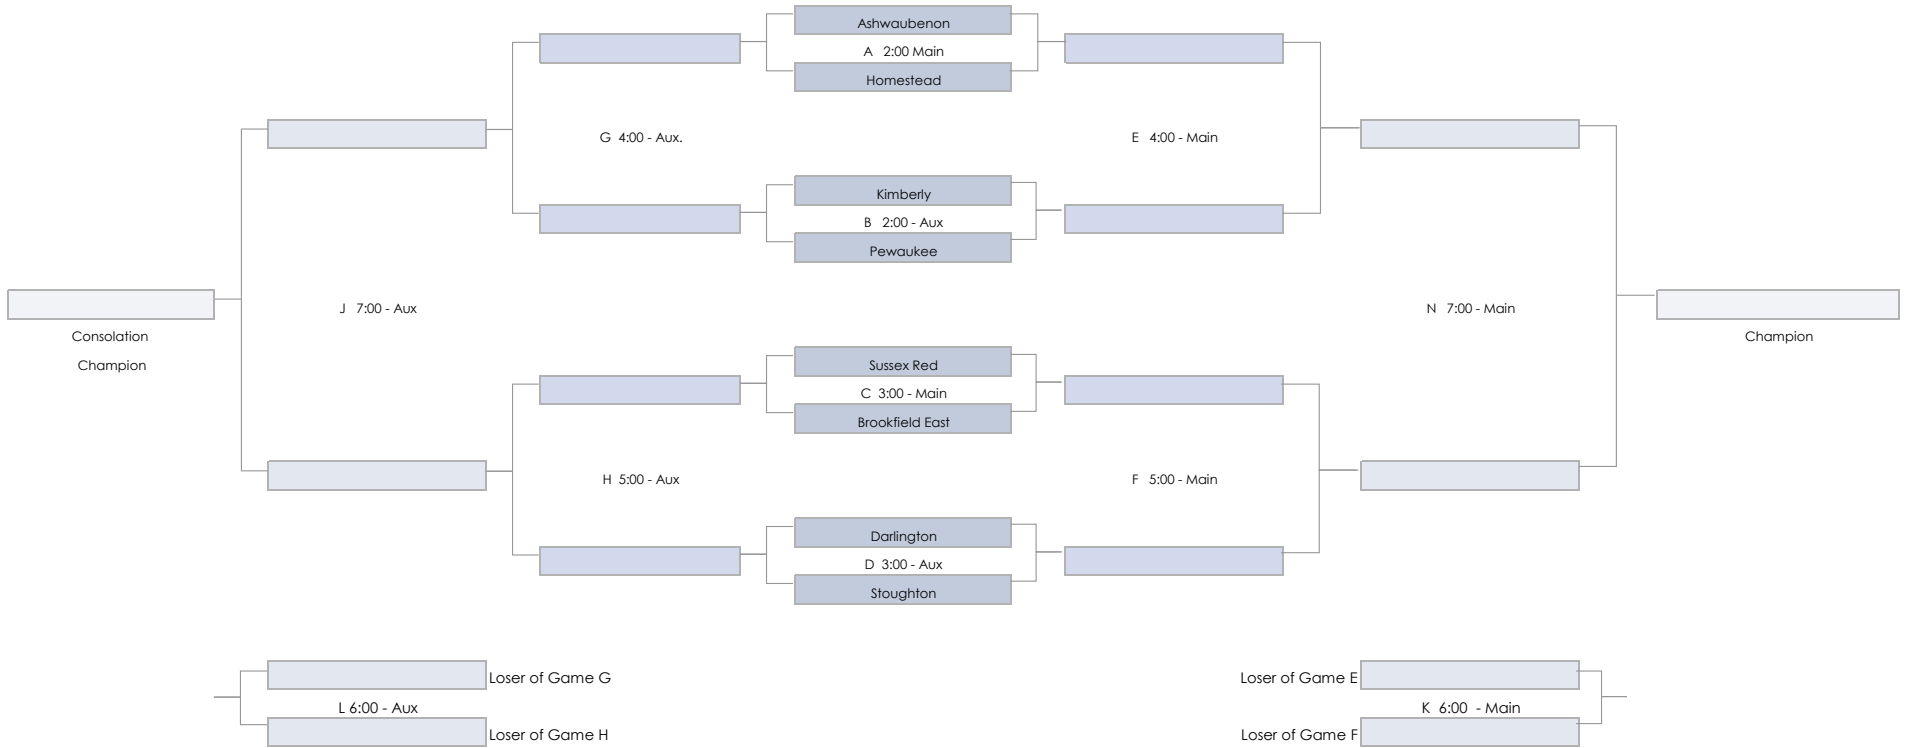 Ashwaubenon
A 2:00 Main
Homestead
G 4:00 - Aux.
E 4:00 - Main
Kimberly
B 2:00 - Aux
Pewaukee
J 7:00 - Aux
N 7:00 - Main
Consolation
Champion
Champion
Sussex Red
C 3:00 - Main
Brookfield East
H 5:00 - Aux
F 5:00 - Main
Darlington
D 3:00 - Aux
Stoughton
Loser of Game G
L 6:00 - Aux
Loser of Game H
Loser of Game E
K 6:00 - Main
Loser of Game F